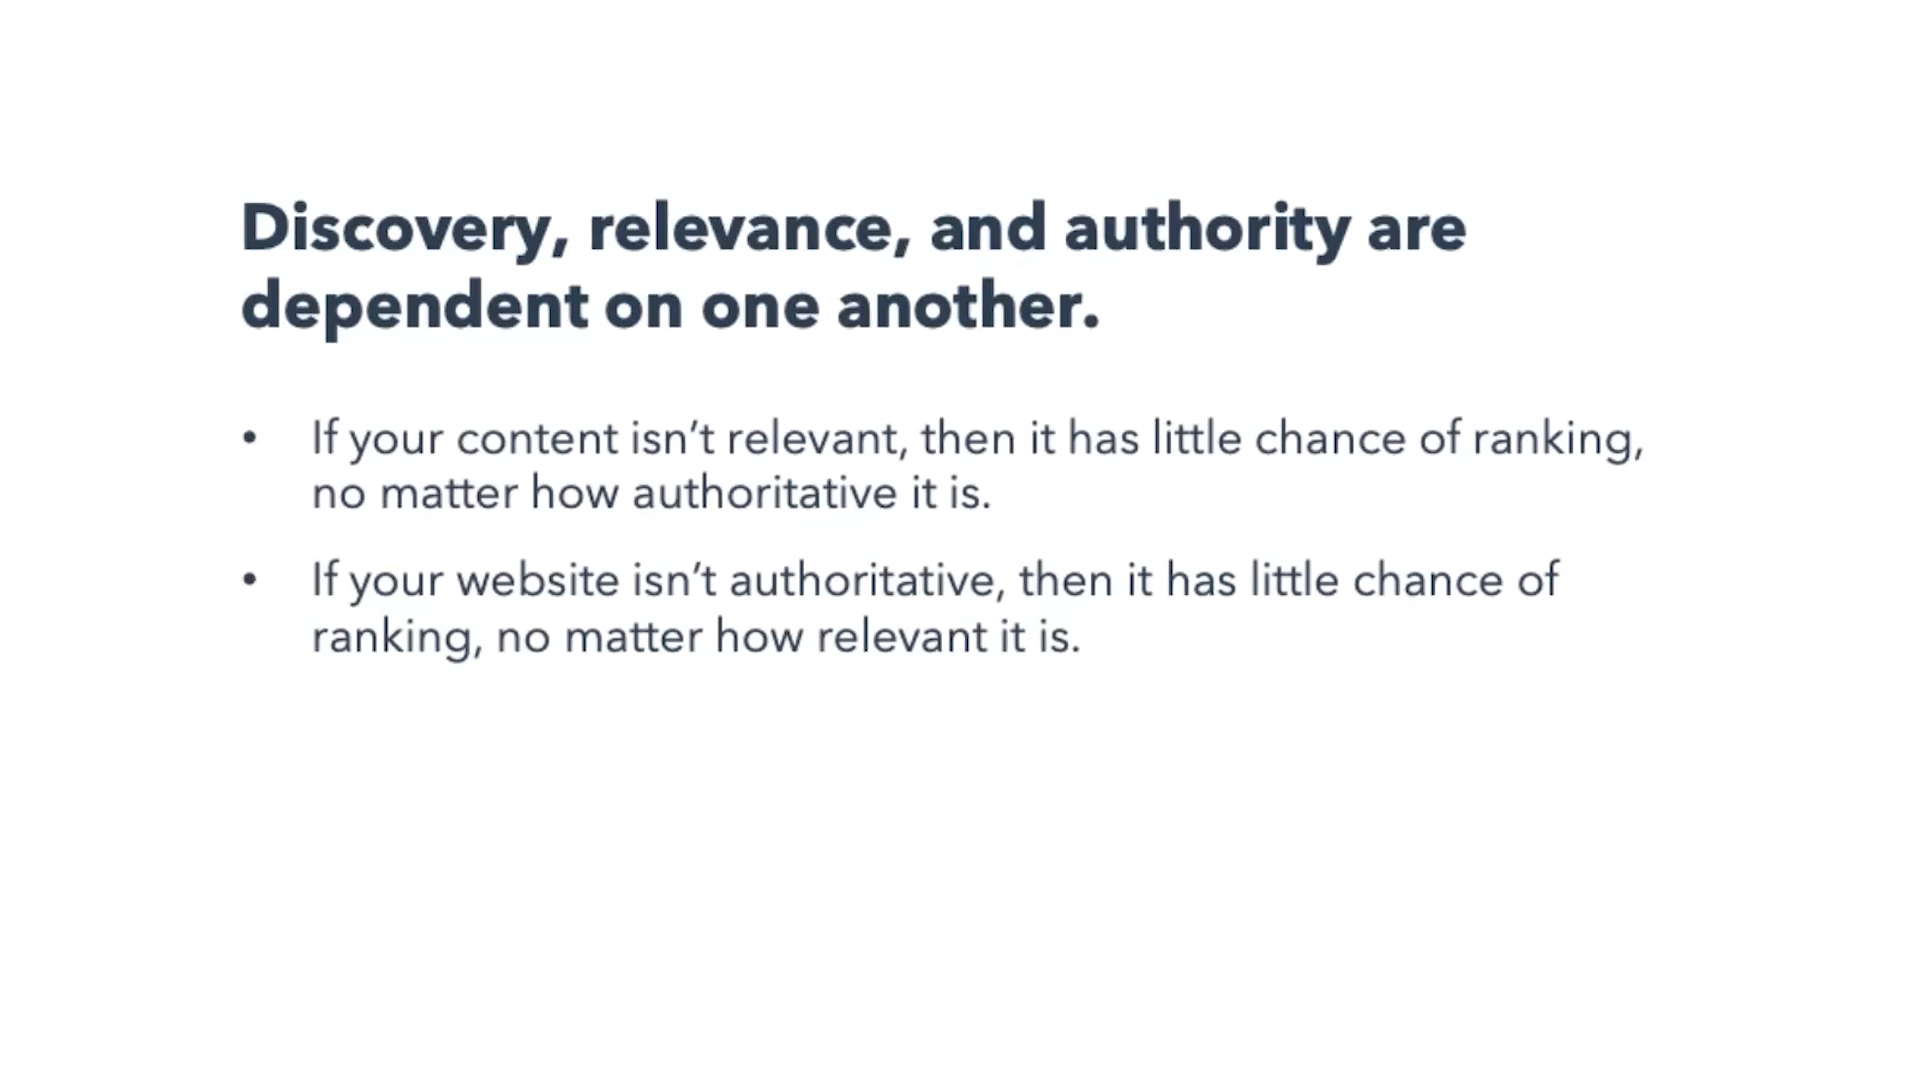 Discovery, relevance, and authority are
dependent on one another.
• If your content isn’t relevant, then it has little chance of ranking,
no matter how authoritative it is.
• If your website isn’t authoritative, then it has little chance of
ranking, no matter how relevant it is.